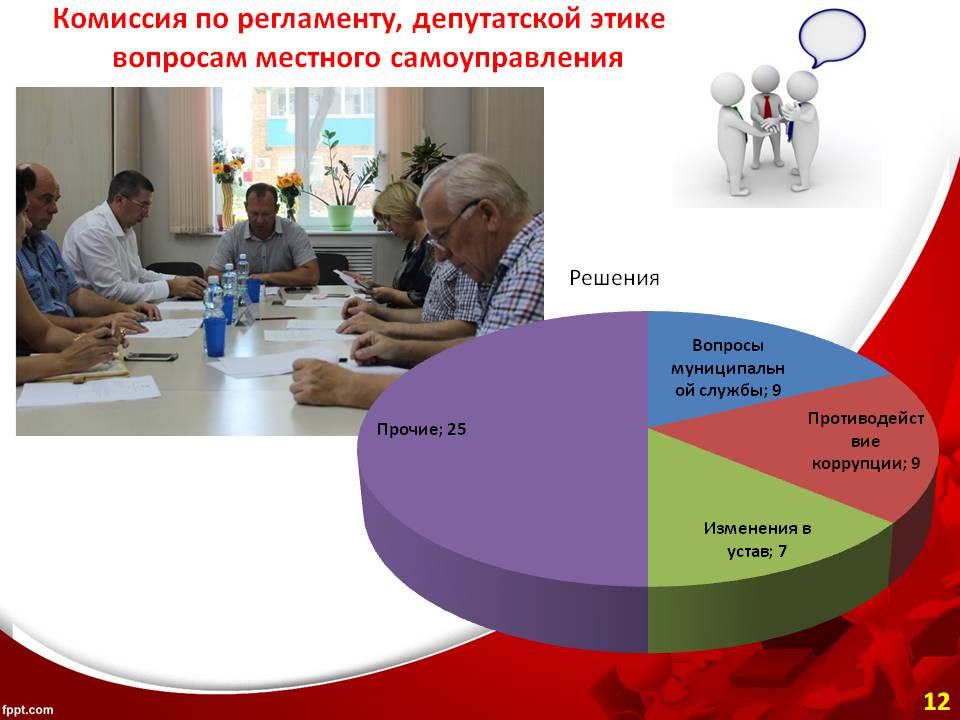 Комиссия по регламенту, депутатской этике
вопросам местного самоуправления
Решения
Вопросы
муниципальн
ой службы; 9
Противодейст
вие
коррупции; 9
Прочие; 25
Изменения в
устав; 7
fppt.com
12